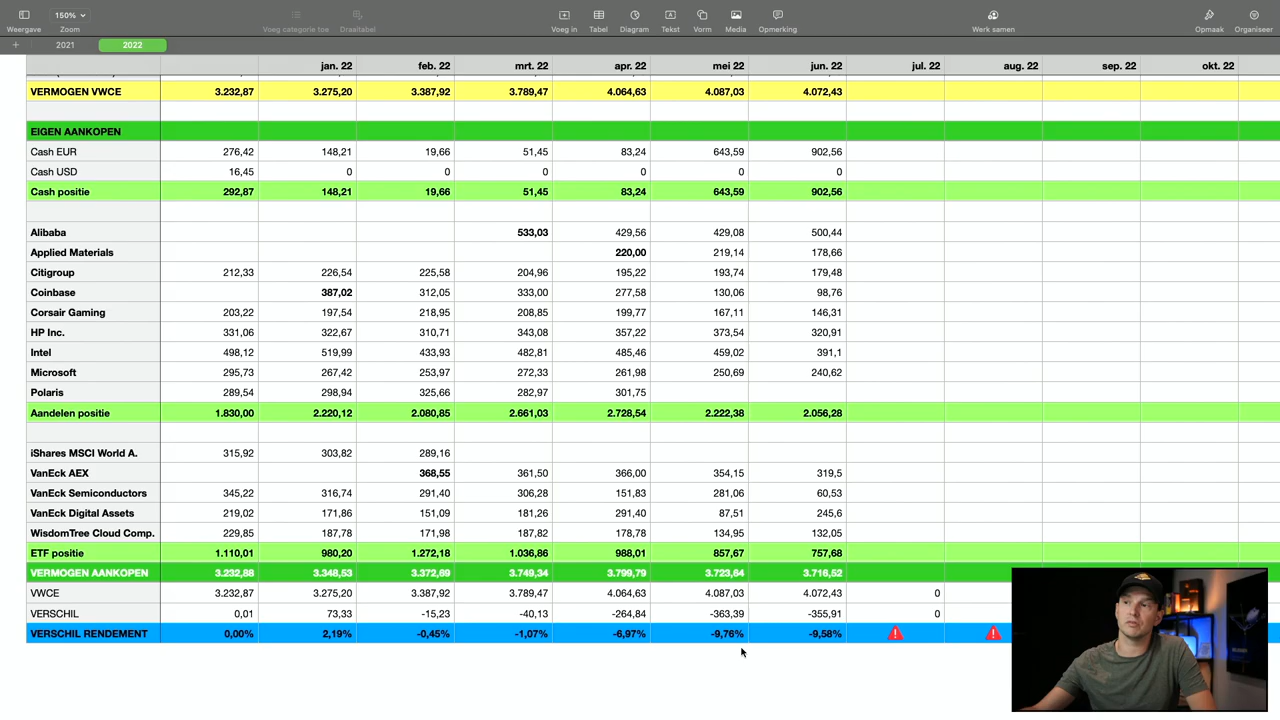 150%
Weergave Zoom Voeg categorie toe Draaitabel Voeg in Tabel Diagram Tekst Vorm Media Opmerking Werk samen Opmaak Organiseer
+ 2021 2022
jan. 22 feb. 22 mrt. 22 apr. 22 mei 22 jun. 22 jul. 22 aug. 22 sep. 22 okt. 22
VERMOGEN VWCE 3.232,87 3.275,20 3.387,92 3.789,47 4.064,63 4.087,03 4.072,43
EIGEN AANKOPEN
Cash EUR 276,42 148,21 19,66 51,45 83,24 643,59 902,56
Cash USD 16,45 0 0 0 0 0 0
Cash positie 292,87 148,21 19,66 51,45 83,24 643,59 902,56
Alibaba 533,03 429,56 429,08 500,44
Applied Materials 220,00 219,14 178,66
Citigroup 212,33 226,54 225,58 204,96 195,22 193,74 179,48
Coinbase 387,02 312,05 333,00 277,58 130,06 98,76
Corsair Gaming 203,22 197,54 218,95 208,85 199,77 167,11 146,31
HP Inc. 331,06 322,67 310,71 343,08 357,22 373,54 320,91
Intel 498,12 519,99 433,93 482,81 485,46 459,02 391,1
Microsoft 295,73 267,42 253,97 272,33 261,98 250,69 240,62
Polaris 289,54 298,94 325,66 282,97 301,75
Aandelen positie 1.830,00 2.220,12 2.080,85 2.661,03 2.728,54 2.222,38 2.056,28
iShares MSCI World A. 315,92 303,82 289,16
VanEck AEX 368,55 361,50 366,00 354,15 319,5
VanEck Semiconductors 345,22 316,74 291,40 306,28 151,83 281,06 60,53
VanEck Digital Assets 219,02 171,86 151,09 181,26 291,40 87,51 245,6
WisdomTree Cloud Comp. 229,85 187,78 171,98 187,82 178,78 134,95 132,05
ETF positie 1.110,01 980,20 1.272,18 1.036,86 988,01 857,67 757,68
VERMOGEN AANKOPEN 3.232,88 3.348,53 3.372,69 3.749,34 3.799,79 3.723,64 3.716,52
VWCE 3.232,87 3.275,20 3.387,92 3.789,47 4.064,63 4.087,03 4.072,43 0
VERSCHIL 0,01 73,33 -15,23 -40,13 -264,84 -363,39 -355,91 0
VERSCHIL RENDEMENT 0,00% 2,19% -0,45% -1,07% -6,97% -9,76% -9,58%